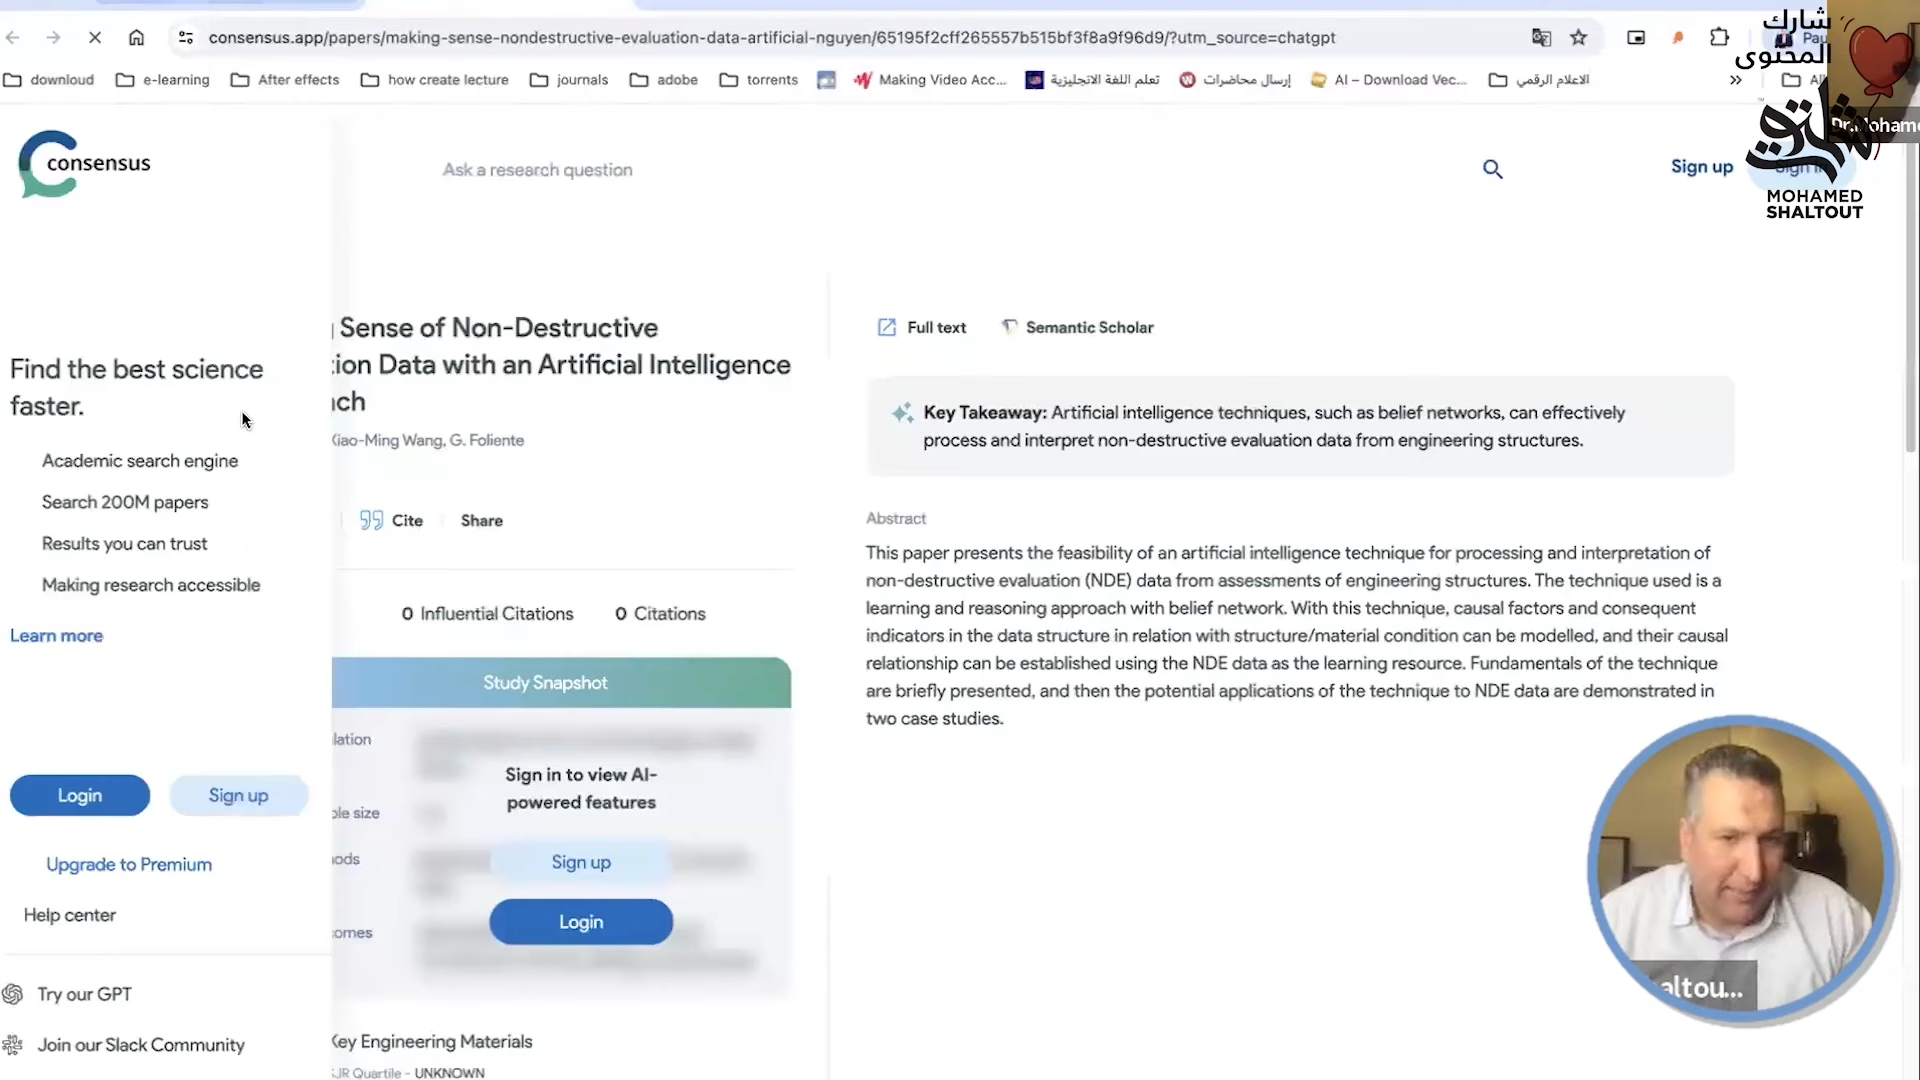 consensus.app/papers/making-sense-nondestructive-evaluation-data-artificial-nguyen/65195f2cff265557b515bf3f8a9f96d9/?utm_source=chatgpt
شارك
المحتوى
download
e-learning
After effects
how create lecture
journals
adobe
torrents
Making Video Acc...
تعلم اللغة الانجليزية
إرسال محاضرات
AI – Download Vec...
الاعلام الرقمي
»
شلتوت
MOHAMED
SHALTOUT
consensus
Ask a research question
Sign up
Sign in
Find the best science
faster.
Academic search engine
Search 200M papers
Results you can trust
Making research accessible
Learn more
Login
Sign up
Upgrade to Premium
Help center
Try our GPT
Join our Slack Community
Sense of Non-Destructive
ion Data with an Artificial Intelligence
ch
Xiao-Ming Wang, G. Foliente
Cite
Share
0 Influential Citations
0 Citations
Study Snapshot
lation
ple size
ods
comes
Sign in to view AI-
powered features
Sign up
Login
Key Engineering Materials
SJR Quartile - UNKNOWN
Full text
Semantic Scholar
Key Takeaway: Artificial intelligence techniques, such as belief networks, can effectively
process and interpret non-destructive evaluation data from engineering structures.
Abstract
This paper presents the feasibility of an artificial intelligence technique for processing and interpretation of
non-destructive evaluation (NDE) data from assessments of engineering structures. The technique used is a
learning and reasoning approach with belief network. With this technique, causal factors and consequent
indicators in the data structure in relation with structure/material condition can be modelled, and their causal
relationship can be established using the NDE data as the learning resource. Fundamentals of the technique
are briefly presented, and then the potential applications of the technique to NDE data are demonstrated in
two case studies.
Dr.Mohame
altou...